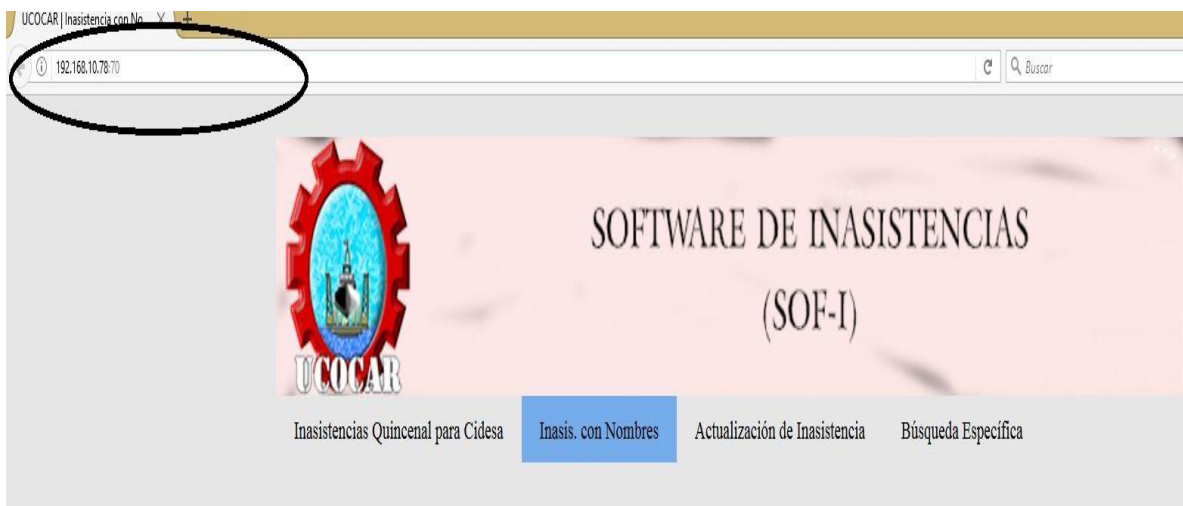 UCOCAR | Inasistencia con No
192.168.10.78:70
Buscar
SOFTWARE DE INASISTENCIAS
(SOF-I)
UCOCAR
Inasistencias Quincenal para Cidesa Inasis. con Nombres Actualización de Inasistencia Búsqueda Específica